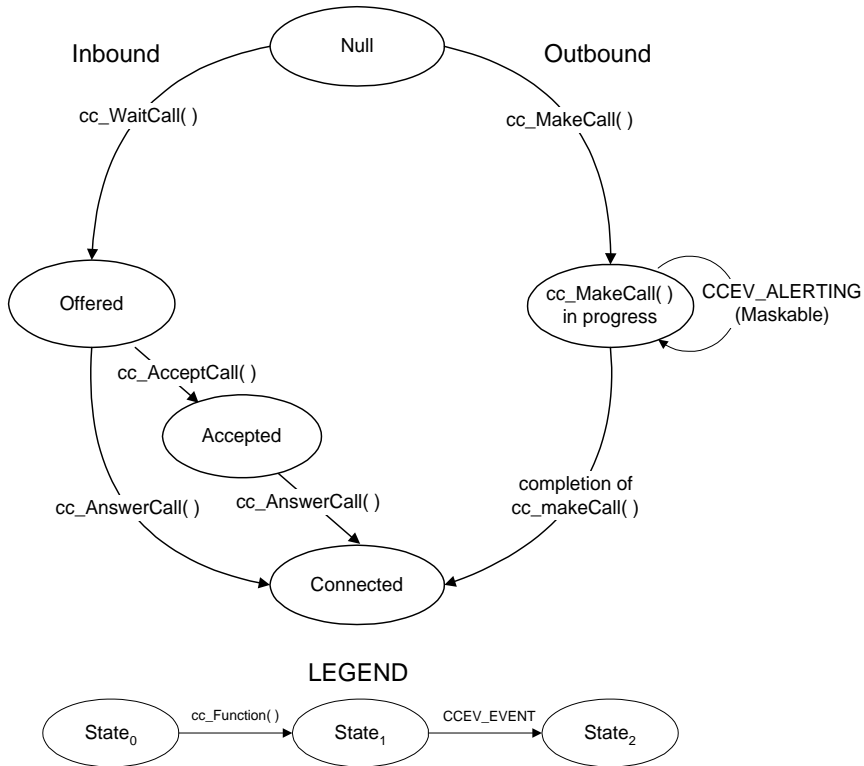 Null
Inbound
Outbound
cc_WaitCall( )
cc_MakeCall( )
Offered
cc_MakeCall( )
in progress
CCEV_ALERTING
(Maskable)
cc_AcceptCall( )
Accepted
cc_AnswerCall( )
cc_AnswerCall( )
completion of
cc_makeCall( )
Connected
LEGEND
State0
cc_Function( )
State1
CCEV_EVENT
State2